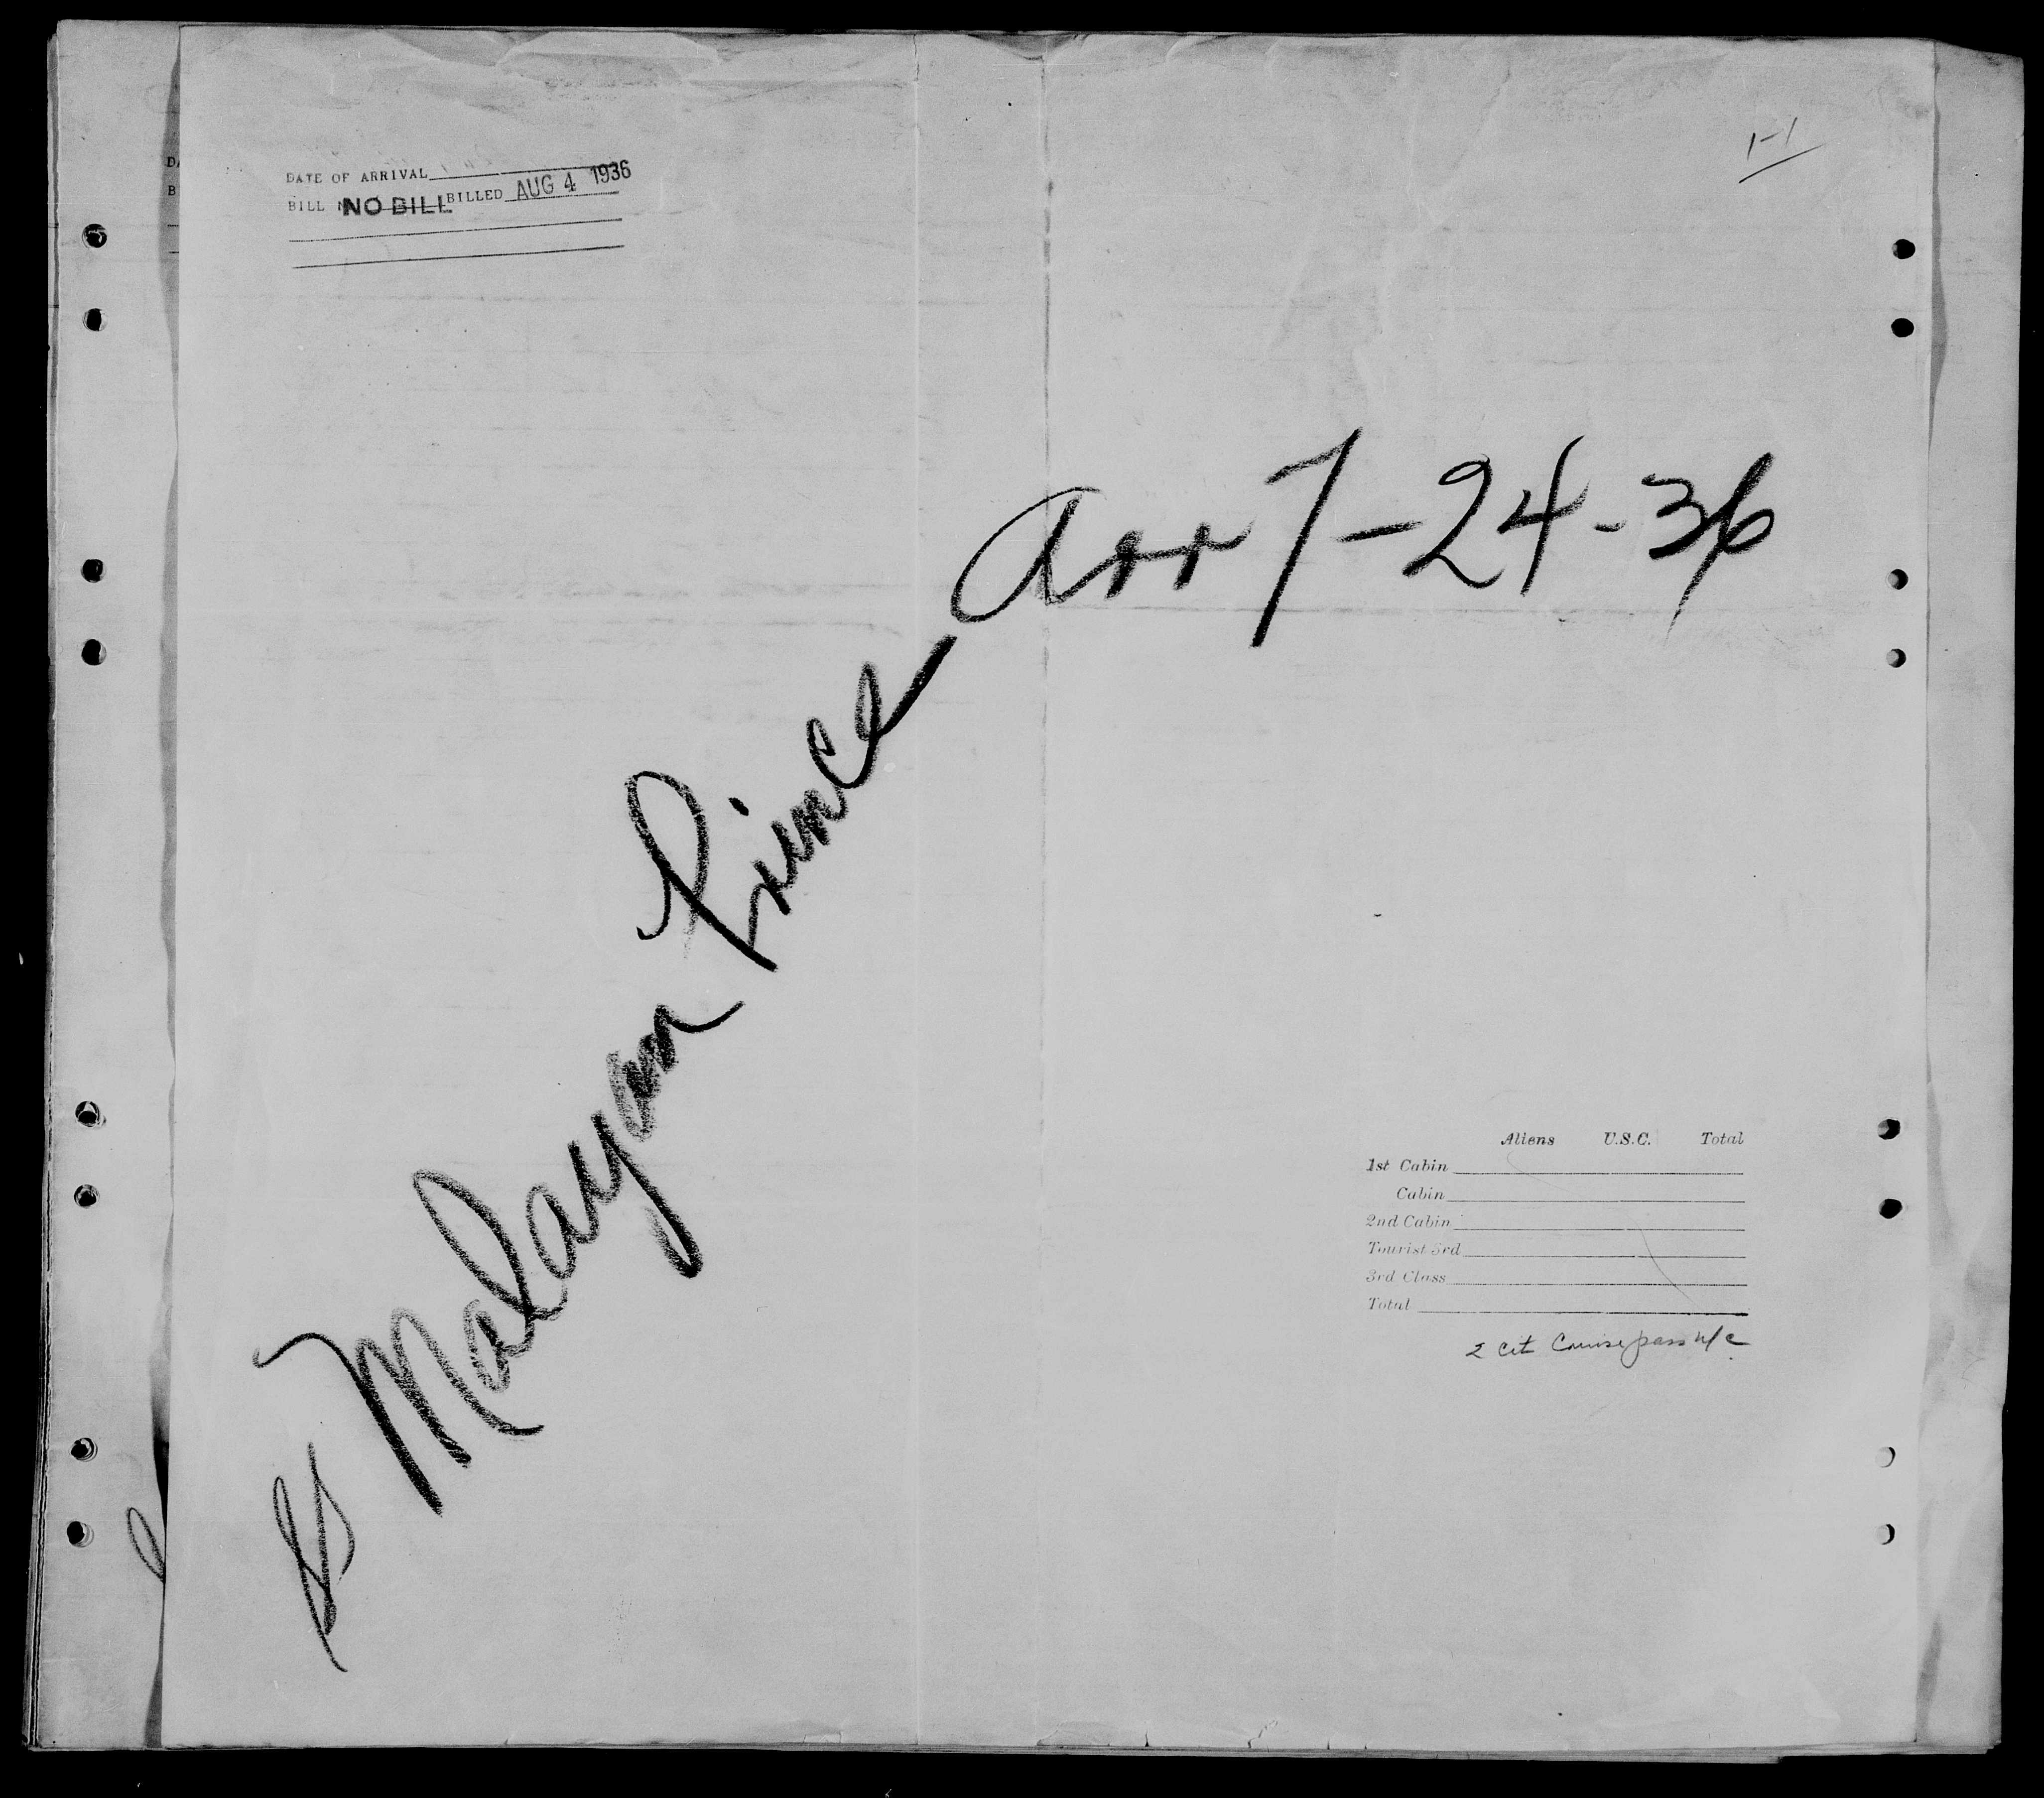 1-1
DATE OF ARRIVAL
BILL NO BILL BILLED AUG 4 1936
arr 7-24-36
SS Malayan Prince
Aliens U.S.C. Total
1st Cabin
Cabin
2nd Cabin
Tourist 3rd
3rd Class
Total
2 cit Cruise pass n/c